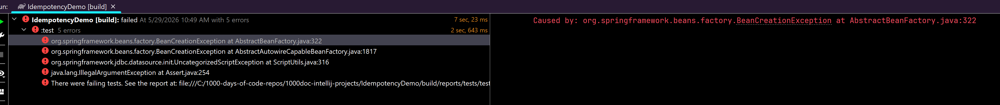 un: IdempotencyDemo [build] ×
IdempotencyDemo [build]: failed At 5/29/2026 10:49 AM with 5 errors 7 sec, 23 ms
:test 5 errors 2 sec, 643 ms
org.springframework.beans.factory.BeanCreationException at AbstractBeanFactory.java:322
org.springframework.beans.factory.BeanCreationException at AbstractAutowireCapableBeanFactory.java:1817
org.springframework.jdbc.datasource.init.UncategorizedScriptException at ScriptUtils.java:316
java.lang.IllegalArgumentException at Assert.java:254
There were failing tests. See the report at: file:///C:/1000-days-of-code-repos/1000doc-intellij-projects/IdempotencyDemo/build/reports/tests/test
Caused by: org.springframework.beans.factory.BeanCreationException at AbstractBeanFactory.java:322